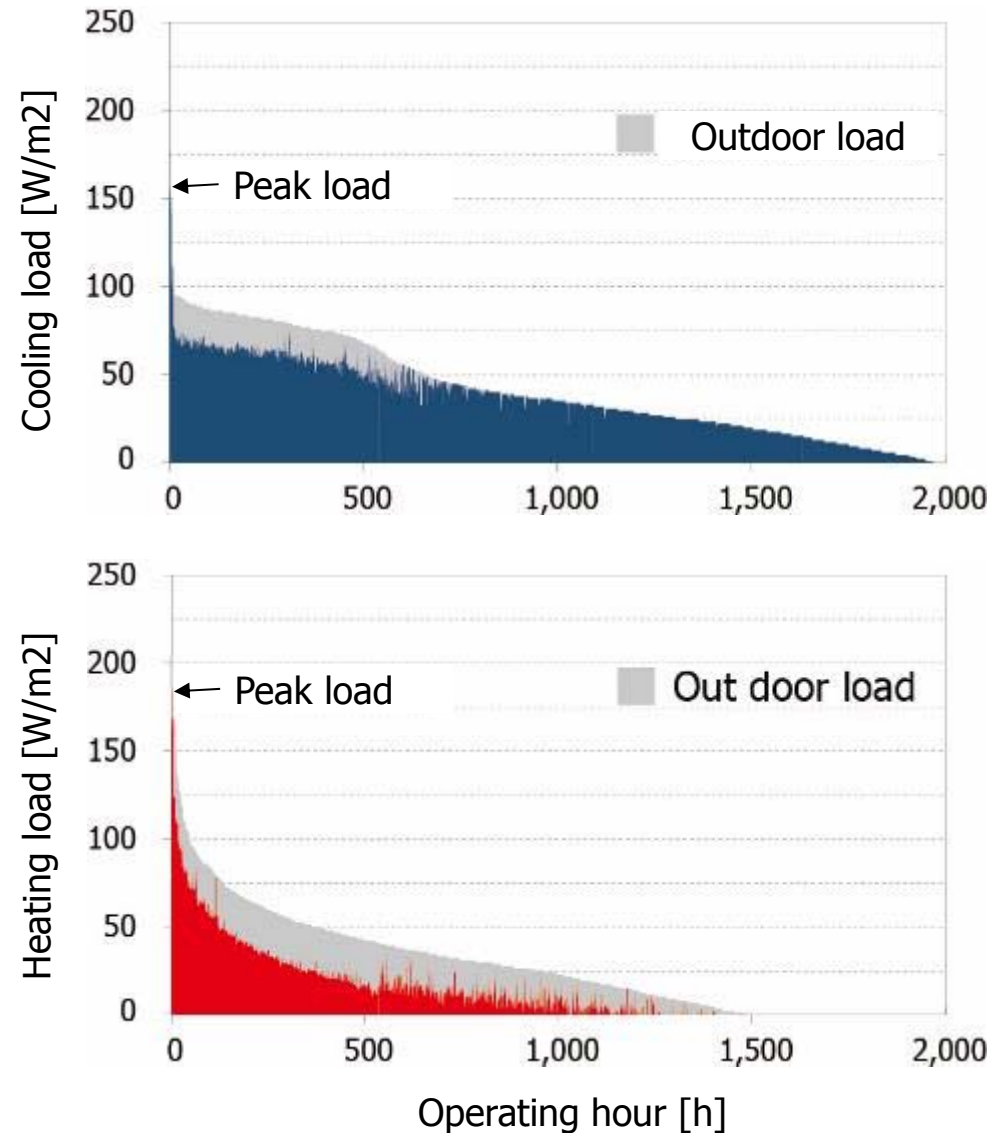 Cooling load [W/m2]
250
200
150
100
50
0
Outdoor load
Peak load
0 500 1,000 1,500 2,000
Heating load [W/m2]
250
200
150
100
50
0
Out door load
Peak load
0 500 1,000 1,500 2,000
Operating hour [h]